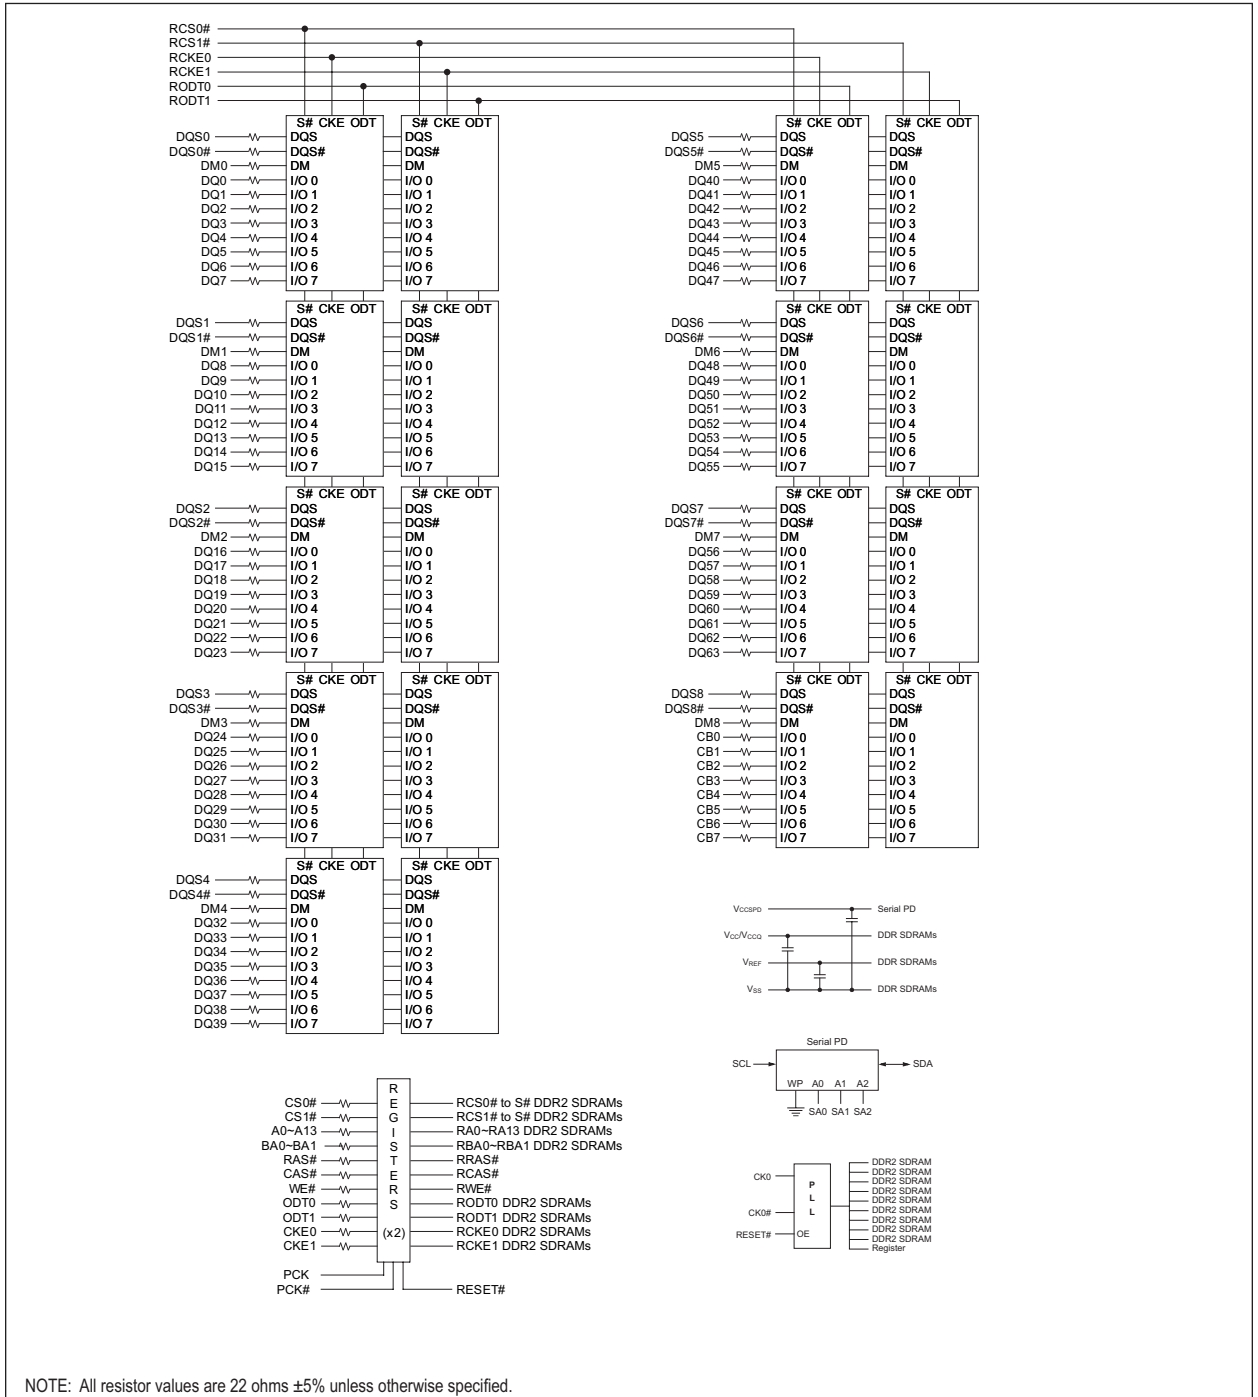 RCS0#
RCS1#
RCKE0
RCKE1
RODT0
RODT1
S# CKE ODT S# CKE ODT
DQS0 DQS DQS
DQS0# DQS# DQS#
DM0 DM DM
DQ0 I/O 0 I/O 0
DQ1 I/O 1 I/O 1
DQ2 I/O 2 I/O 2
DQ3 I/O 3 I/O 3
DQ4 I/O 4 I/O 4
DQ5 I/O 5 I/O 5
DQ6 I/O 6 I/O 6
DQ7 I/O 7 I/O 7
S# CKE ODT S# CKE ODT
DQS1 DQS DQS
DQS1# DQS# DQS#
DM1 DM DM
DQ8 I/O 0 I/O 0
DQ9 I/O 1 I/O 1
DQ10 I/O 2 I/O 2
DQ11 I/O 3 I/O 3
DQ12 I/O 4 I/O 4
DQ13 I/O 5 I/O 5
DQ14 I/O 6 I/O 6
DQ15 I/O 7 I/O 7
S# CKE ODT S# CKE ODT
DQS2 DQS DQS
DQS2# DQS# DQS#
DM2 DM DM
DQ16 I/O 0 I/O 0
DQ17 I/O 1 I/O 1
DQ18 I/O 2 I/O 2
DQ19 I/O 3 I/O 3
DQ20 I/O 4 I/O 4
DQ21 I/O 5 I/O 5
DQ22 I/O 6 I/O 6
DQ23 I/O 7 I/O 7
S# CKE ODT S# CKE ODT
DQS3 DQS DQS
DQS3# DQS# DQS#
DM3 DM DM
DQ24 I/O 0 I/O 0
DQ25 I/O 1 I/O 1
DQ26 I/O 2 I/O 2
DQ27 I/O 3 I/O 3
DQ28 I/O 4 I/O 4
DQ29 I/O 5 I/O 5
DQ30 I/O 6 I/O 6
DQ31 I/O 7 I/O 7
S# CKE ODT S# CKE ODT
DQS4 DQS DQS
DQS4# DQS# DQS#
DM4 DM DM
DQ32 I/O 0 I/O 0
DQ33 I/O 1 I/O 1
DQ34 I/O 2 I/O 2
DQ35 I/O 3 I/O 3
DQ36 I/O 4 I/O 4
DQ37 I/O 5 I/O 5
DQ38 I/O 6 I/O 6
DQ39 I/O 7 I/O 7
S# CKE ODT S# CKE ODT
DQS5 DQS DQS
DQS5# DQS# DQS#
DM5 DM DM
DQ40 I/O 0 I/O 0
DQ41 I/O 1 I/O 1
DQ42 I/O 2 I/O 2
DQ43 I/O 3 I/O 3
DQ44 I/O 4 I/O 4
DQ45 I/O 5 I/O 5
DQ46 I/O 6 I/O 6
DQ47 I/O 7 I/O 7
S# CKE ODT S# CKE ODT
DQS6 DQS DQS
DQS6# DQS# DQS#
DM6 DM DM
DQ48 I/O 0 I/O 0
DQ49 I/O 1 I/O 1
DQ50 I/O 2 I/O 2
DQ51 I/O 3 I/O 3
DQ52 I/O 4 I/O 4
DQ53 I/O 5 I/O 5
DQ54 I/O 6 I/O 6
DQ55 I/O 7 I/O 7
S# CKE ODT S# CKE ODT
DQS7 DQS DQS
DQS7# DQS# DQS#
DM7 DM DM
DQ56 I/O 0 I/O 0
DQ57 I/O 1 I/O 1
DQ58 I/O 2 I/O 2
DQ59 I/O 3 I/O 3
DQ60 I/O 4 I/O 4
DQ61 I/O 5 I/O 5
DQ62 I/O 6 I/O 6
DQ63 I/O 7 I/O 7
S# CKE ODT S# CKE ODT
DQS8 DQS DQS
DQS8# DQS# DQS#
DM8 DM DM
CB0 I/O 0 I/O 0
CB1 I/O 1 I/O 1
CB2 I/O 2 I/O 2
CB3 I/O 3 I/O 3
CB4 I/O 4 I/O 4
CB5 I/O 5 I/O 5
CB6 I/O 6 I/O 6
CB7 I/O 7 I/O 7
VCCSPD Serial PD
VCC/VCCQ DDR SDRAMs
VREF DDR SDRAMs
VSS DDR SDRAMs
Serial PD
SCL SDA
WP A0 A1 A2
SA0 SA1 SA2
R
CS0# E RCS0# to S# DDR2 SDRAMs
CS1# G RCS1# to S# DDR2 SDRAMs
A0~A13 I RA0~RA13 DDR2 SDRAMs
BA0~BA1 S RBA0~RBA1 DDR2 SDRAMs
RAS# T RRAS#
CAS# E RCAS#
WE# R RWE#
ODT0 S RODT0 DDR2 SDRAMs
ODT1 RODT1 DDR2 SDRAMs
CKE0 (x2) RCKE0 DDR2 SDRAMs
CKE1 RCKE1 DDR2 SDRAMs
PCK
PCK# RESET#
CK0
CK0#
RESET# OE
P
L
L
DDR2 SDRAM
DDR2 SDRAM
DDR2 SDRAM
DDR2 SDRAM
DDR2 SDRAM
DDR2 SDRAM
DDR2 SDRAM
DDR2 SDRAM
DDR2 SDRAM
Register
NOTE: All resistor values are 22 ohms ±5% unless otherwise specified.